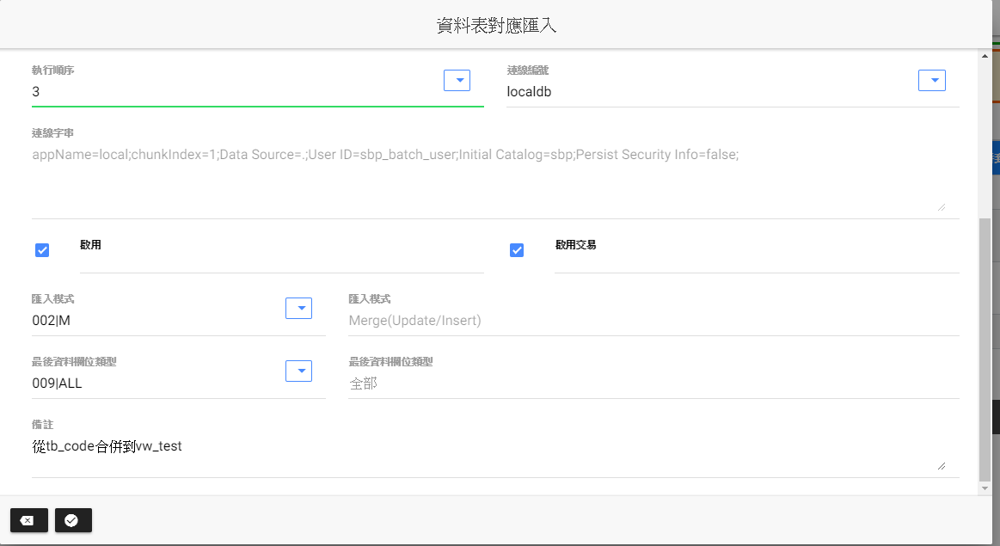 資料表對應匯入
執行順序
3
連線編號
localdb
連線字串
appName=local;chunkIndex=1;Data Source=.;User ID=sbp_batch_user;Initial Catalog=sbp;Persist Security Info=false;
啟用
啟用交易
匯入模式
002|M
匯入模式
Merge(Update/Insert)
最後資料欄位類型
009|ALL
最後資料欄位類型
全部
備註
從tb_code合併到vw_test